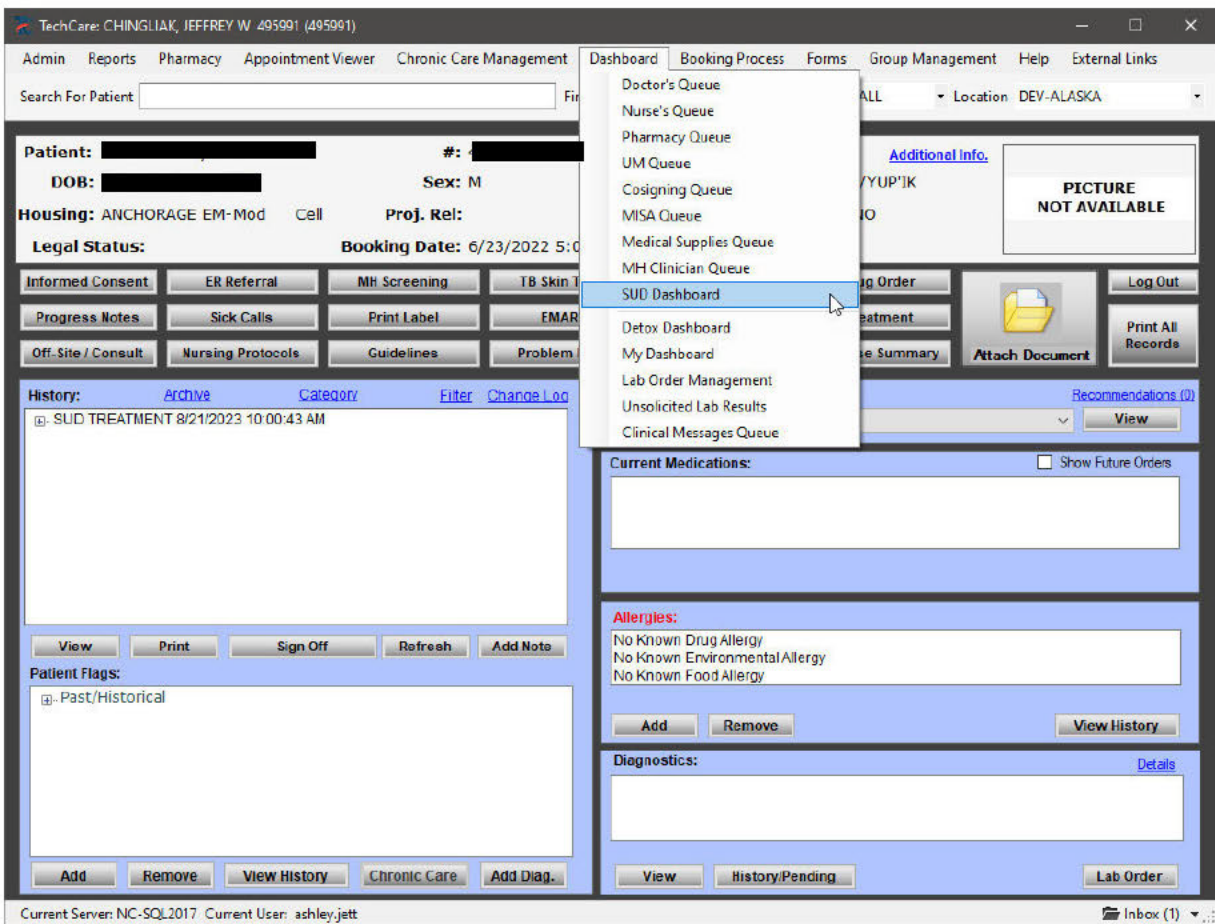 TechCare: CHINGLIAK, JEFFREY W 495991 (495991)
Admin Reports Pharmacy Appointment Viewer Chronic Care Management Dashboard Booking Process Forms Group Management Help External Links
Search For Patient ALL Location DEV-ALASKA
Doctor's Queue
Nurse's Queue
Pharmacy Queue
UM Queue
Cosigning Queue
MISA Queue
Medical Supplies Queue
MH Clinician Queue
SUD Dashboard
Detox Dashboard
My Dashboard
Lab Order Management
Unsolicited Lab Results
Clinical Messages Queue
Patient: #: Additional Info.
DOB: Sex: M /YUP'IK
Housing: ANCHORAGE EM-Mod Cell Proj. Rel:
Legal Status: Booking Date: 6/23/2022 5:0
PICTURE
NOT AVAILABLE
Informed Consent ER Referral MH Screening TB Skin Order Log Out
Progress Notes Sick Calls Print Label EMAR Print All
Records
Off-Site / Consult Nursing Protocols Guidelines Problem Summary Attach Document
History: Archive Category Filter Change Log
SUD TREATMENT 8/21/2023 10:00:43 AM
Recommendations (0)
View
Current Medications: Show Future Orders
Allergies:
No Known Drug Allergy
No Known Environmental Allergy
No Known Food Allergy
View Print Sign Off Refresh Add Note
Patient Flags:
Past/Historical
Add Remove View History
Diagnostics: Details
Add Remove View History Chronic Care Add Diag.
View History/Pending Lab Order
Current Server: NC-SQL2017 Current User: ashley.jett Inbox (1)